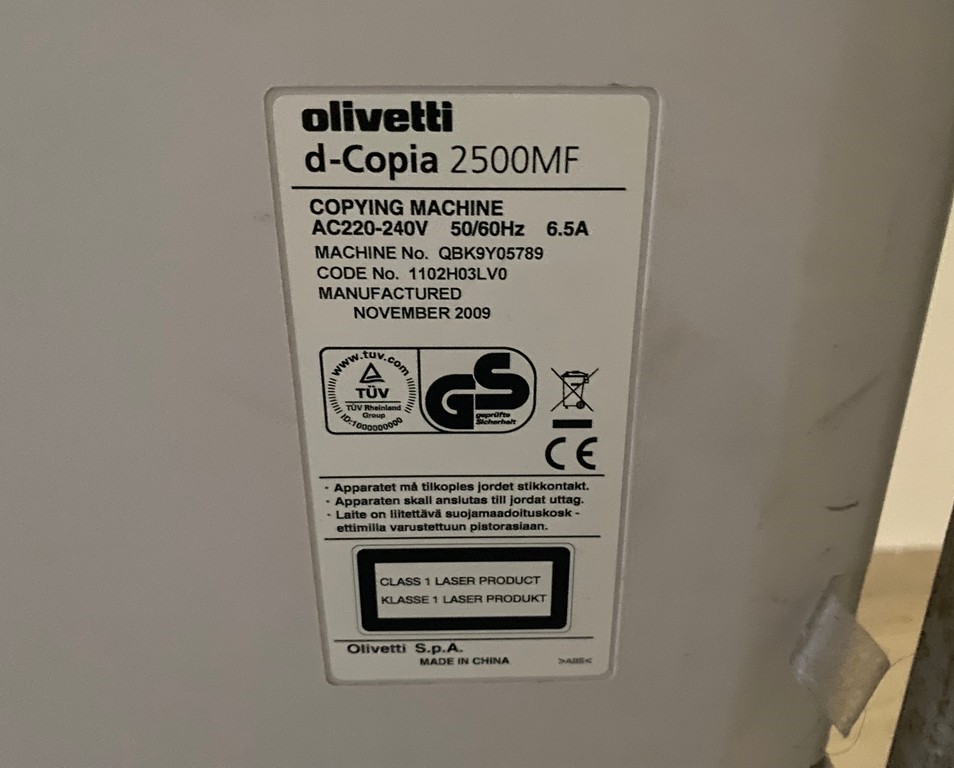 olivetti
d-Copia 2500MF
COPYING MACHINE
AC220-240V 50/60Hz 6.5A
MACHINE No. QBK9Y05789
CODE No. 1102H03LV0
MANUFACTURED
NOVEMBER 2009
www.tuv.com
TÜV
TÜV Rheinland
Group
ID:1000000000
GS
geprüfte
Sicherheit
CE
· Apparatet må tilkoples jordet stikkontakt.
· Apparaten skall anslutas till jordat uttag.
· Laite on liitettävä suojamaadoituskosk -
ettimilla varustettuun pistorasiaan.
CLASS 1 LASER PRODUCT
KLASSE 1 LASER PRODUKT
Olivetti S.p.A.
MADE IN CHINA >ABS<